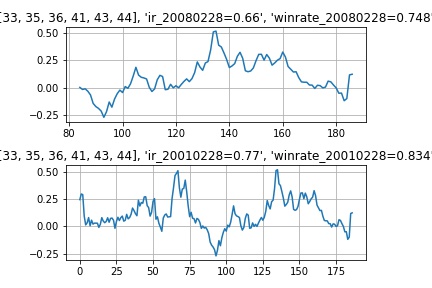 [33, 35, 36, 41, 43, 44], 'ir_20080228=0.66', 'winrate_20080228=0.748'
0.50
0.25
0.00
−0.25
80 100 120 140 160 180
[33, 35, 36, 41, 43, 44], 'ir_20010228=0.77', 'winrate_20010228=0.834'
0.50
0.25
0.00
−0.25
0 25 50 75 100 125 150 175